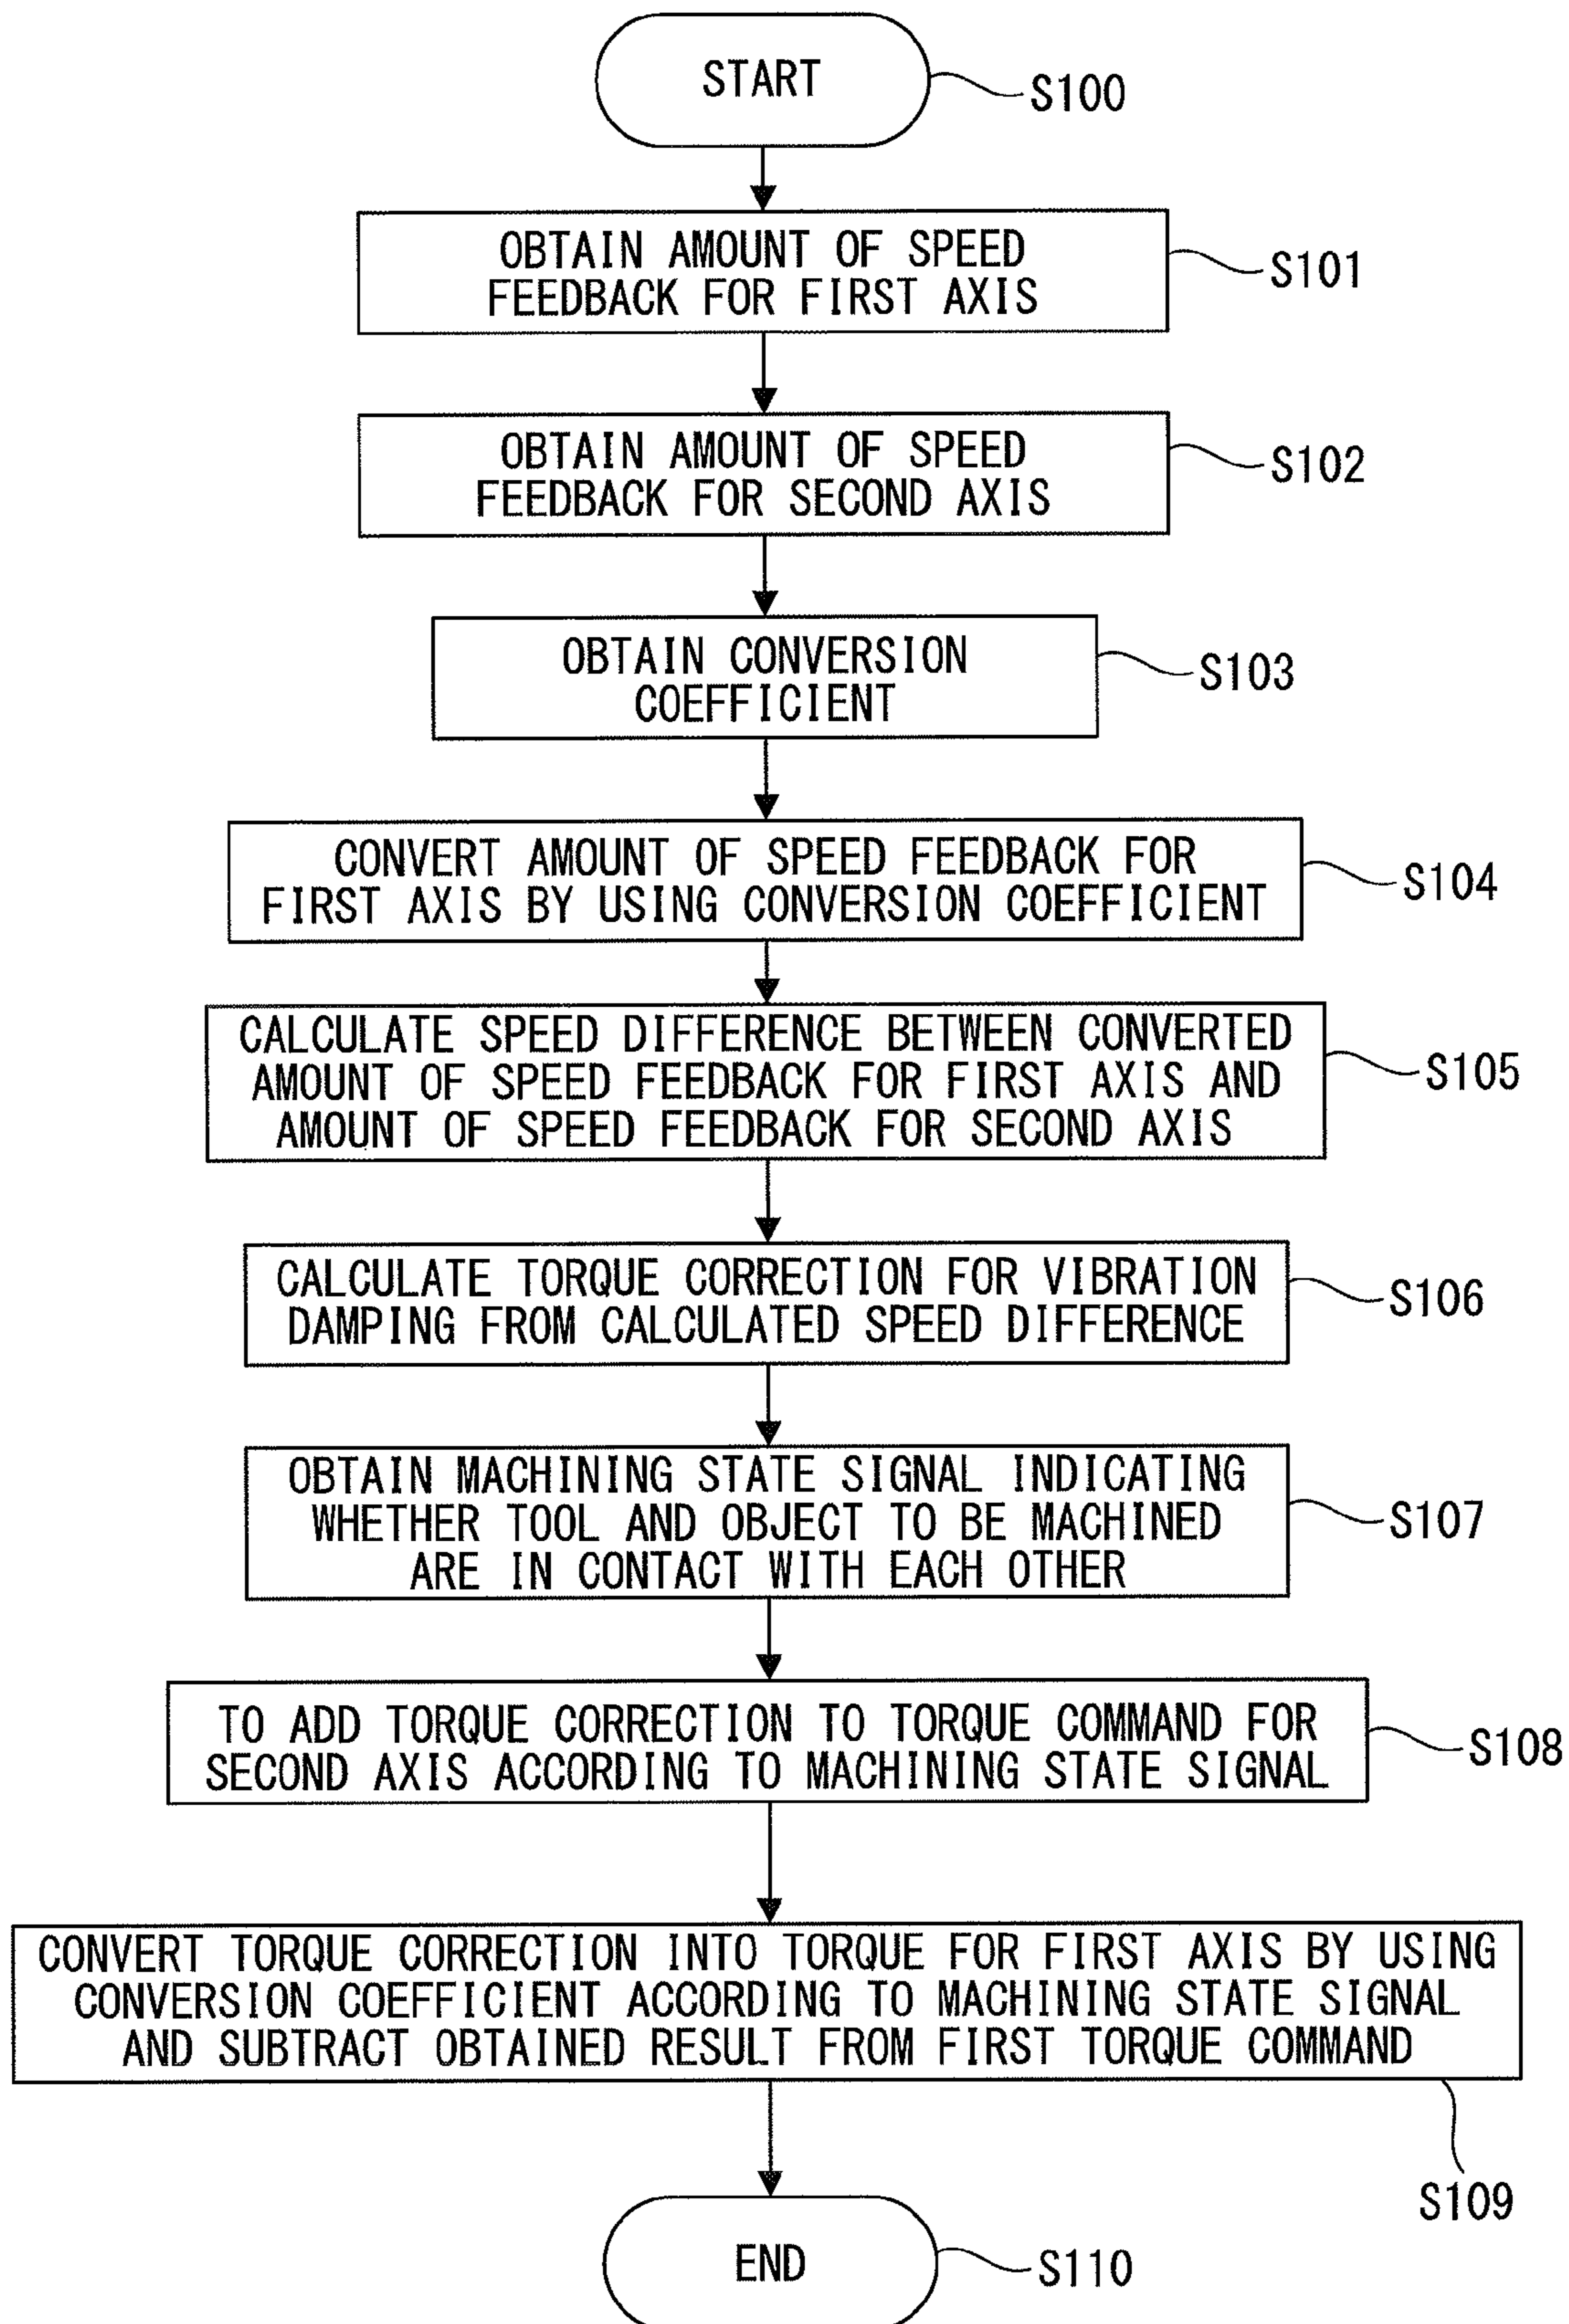 START
S100
OBTAIN AMOUNT OF SPEED
FEEDBACK FOR FIRST AXIS
S101
OBTAIN AMOUNT OF SPEED
FEEDBACK FOR SECOND AXIS
S102
OBTAIN CONVERSION
COEFFICIENT
S103
CONVERT AMOUNT OF SPEED FEEDBACK FOR
FIRST AXIS BY USING CONVERSION COEFFICIENT
S104
CALCULATE SPEED DIFFERENCE BETWEEN CONVERTED
AMOUNT OF SPEED FEEDBACK FOR FIRST AXIS AND
AMOUNT OF SPEED FEEDBACK FOR SECOND AXIS
S105
CALCULATE TORQUE CORRECTION FOR VIBRATION
DAMPING FROM CALCULATED SPEED DIFFERENCE
S106
OBTAIN MACHINING STATE SIGNAL INDICATING
WHETHER TOOL AND OBJECT TO BE MACHINED
ARE IN CONTACT WITH EACH OTHER
S107
TO ADD TORQUE CORRECTION TO TORQUE COMMAND FOR
SECOND AXIS ACCORDING TO MACHINING STATE SIGNAL
S108
CONVERT TORQUE CORRECTION INTO TORQUE FOR FIRST AXIS BY USING
CONVERSION COEFFICIENT ACCORDING TO MACHINING STATE SIGNAL
AND SUBTRACT OBTAINED RESULT FROM FIRST TORQUE COMMAND
S109
END
S110